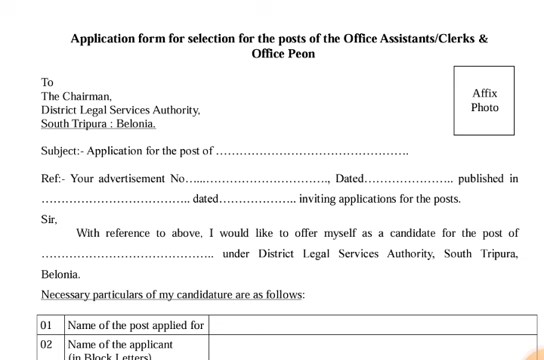 Application form for selection for the posts of the Office Assistants/Clerks &
Office Peon
To
The Chairman,
District Legal Services Authority,
South Tripura : Belonia.
Affix
Photo
Subject:- Application for the post of ……………………………………………
Ref:- Your advertisement No…...……………………………, Dated………………….. published in
……………………………….. dated……………….. inviting applications for the posts.
Sir,
With reference to above, I would like to offer myself as a candidate for the post of
…………………………………….. under District Legal Services Authority, South Tripura,
Belonia.
Necessary particulars of my candidature are as follows:
01 Name of the post applied for
02 Name of the applicant
(in Block Letters)